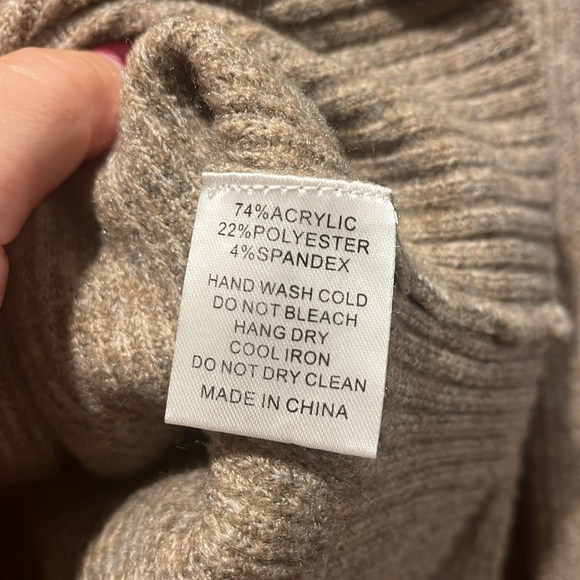 74%ACRYLIC
22%POLYESTER
4%SPANDEX
HAND WASH COLD
DO NOT BLEACH
HANG DRY
COOL IRON
DO NOT DRY CLEAN
MADE IN CHINA